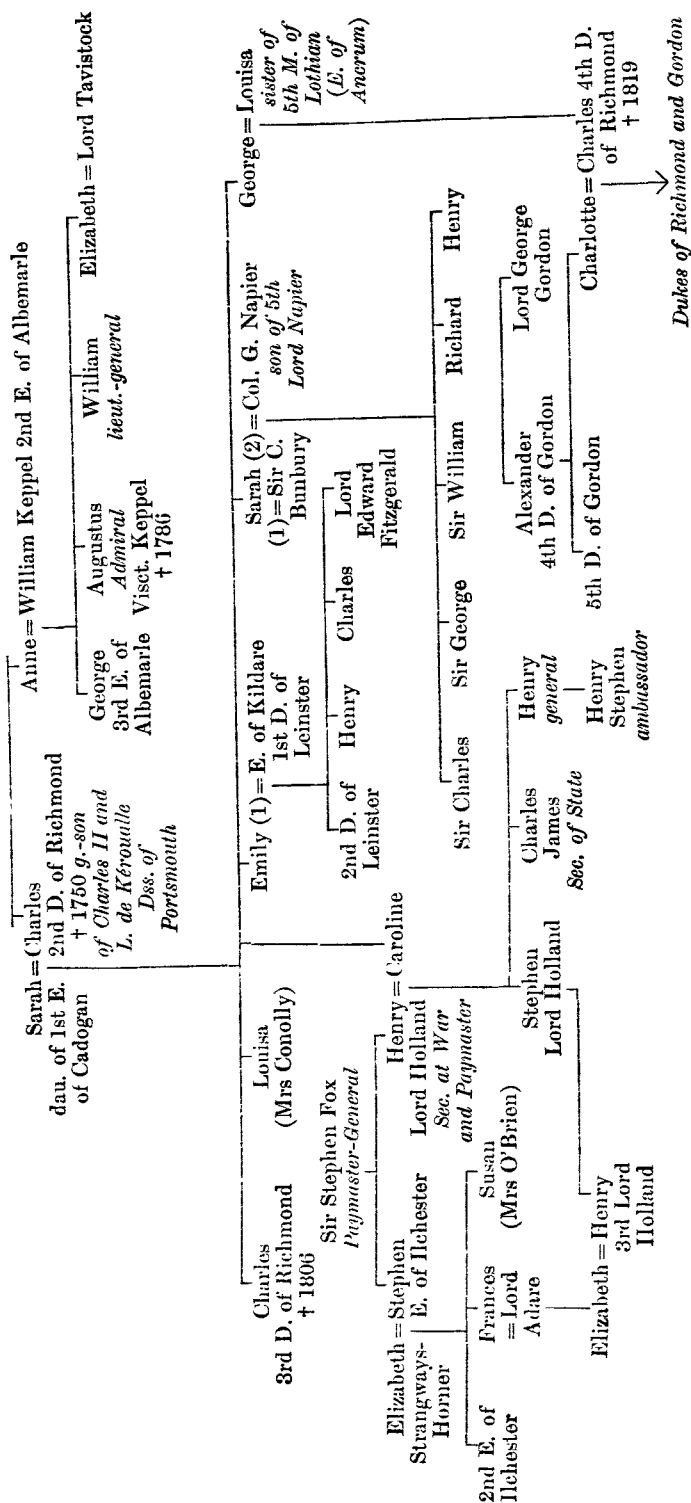 Anne = William Keppel 2nd E. of Albemarle
George
3rd E. of
Albemarle
Augustus
Admiral
Visct. Keppel
† 1786
William
lieut.-general
Elizabeth = Lord Tavistock
Sarah = Charles
dau. of 1st E.
of Cadogan
2nd D. of Richmond
† 1750 g.-son
of Charles II and
L. de Kéroualle
Dss. of
Portsmouth
Charles
3rd D. of Richmond
† 1806
Louisa
(Mrs Conolly)
Emily (1) = E. of Kildare
1st D. of
Leinster
Sarah (2) = Col. G. Napier
son of 5th
Lord Napier
(1) = Sir C.
Bunbury
George = Louisa
sister of
5th M. of
Lothian
(E. of
Ancrum)
2nd D. of
Leinster
Henry
Charles
Lord
Edward
Fitzgerald
Sir Stephen Fox
Paymaster-General
Elizabeth = Stephen
Strangways-
Horner
E. of Ilchester
Henry = Caroline
Lord Holland
Sec. at War
and Paymaster
Sir Charles
Sir George
Sir William
Richard
Henry
2nd E. of
Ilchester
Frances
= Lord
Adare
Susan
(Mrs O'Brien)
Stephen
Lord Holland
Charles
James
Sec. of State
Henry
general
Henry
Stephen
ambassador
Alexander
4th D. of Gordon
Lord George
Gordon
5th D. of Gordon
Charlotte = Charles 4th D.
of Richmond
† 1819
Elizabeth = Henry
3rd Lord
Holland
Dukes of Richmond and Gordon